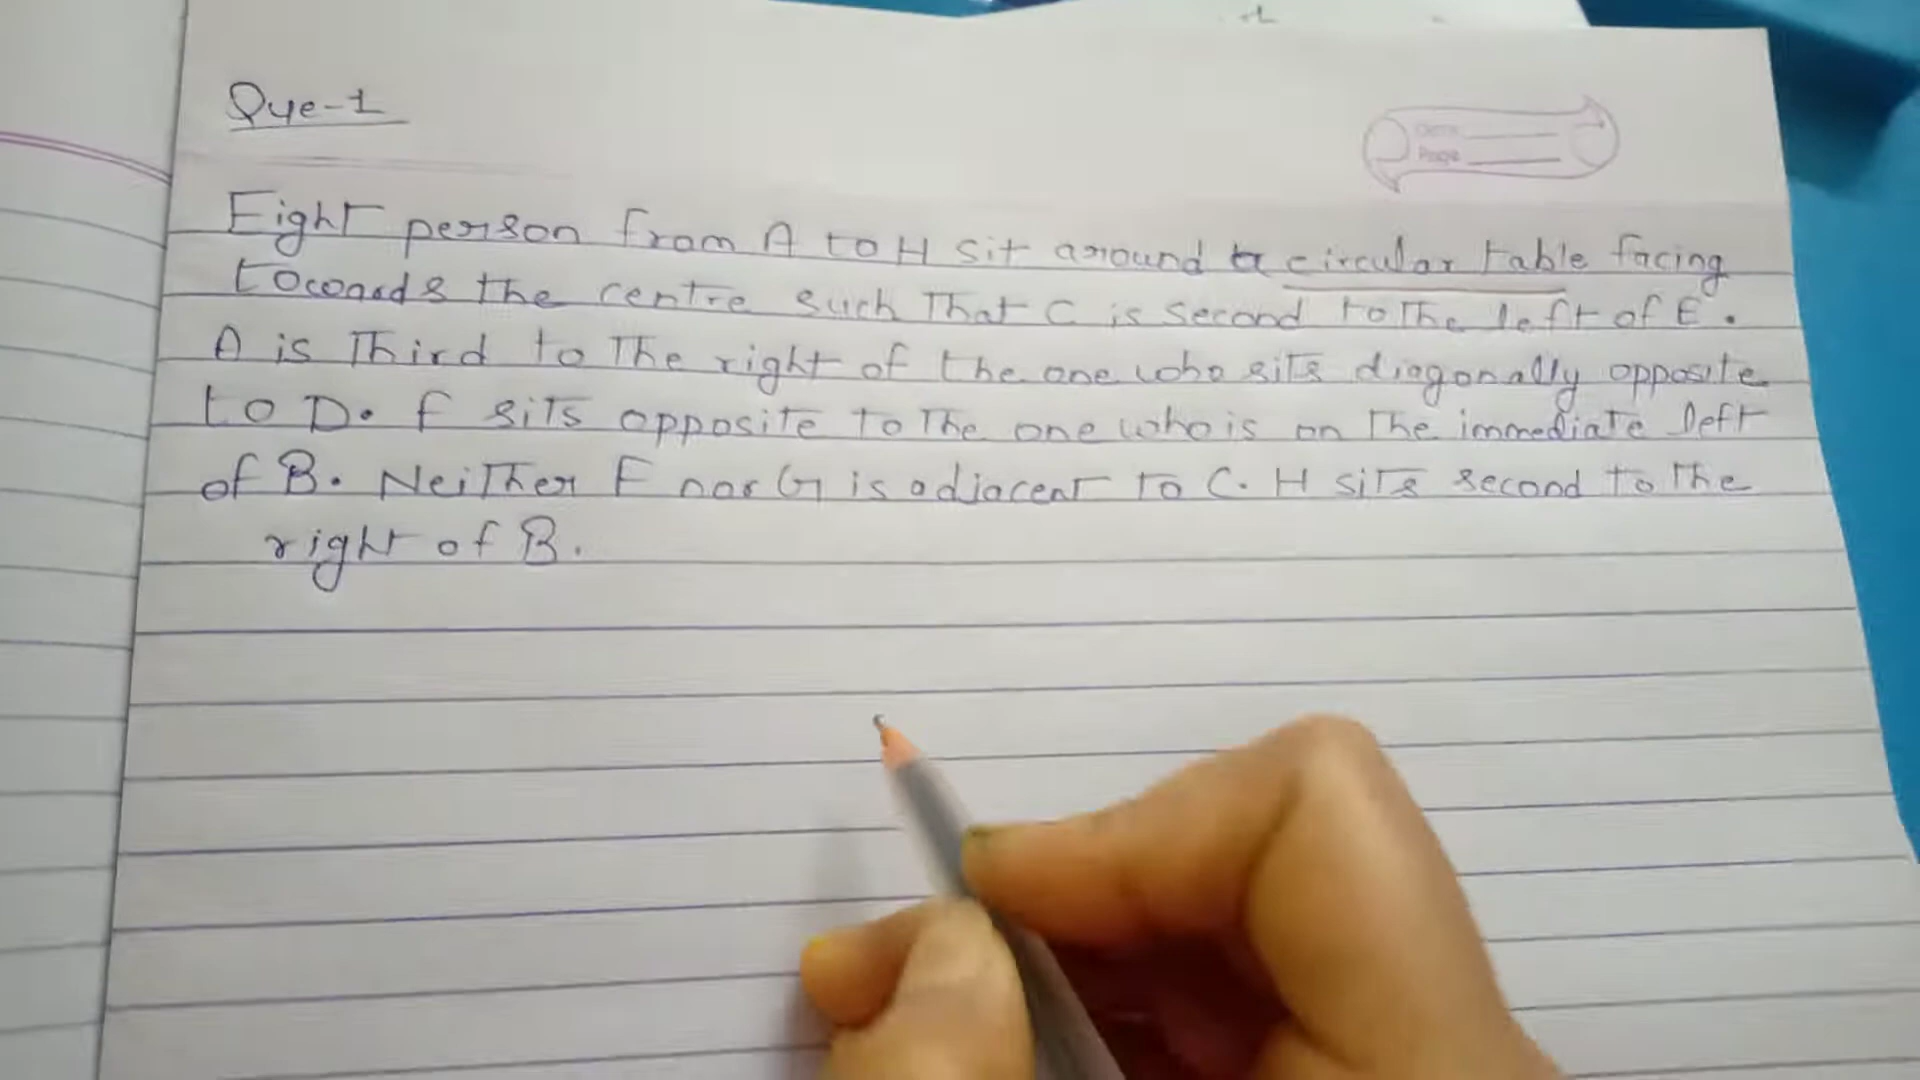 Que-1
Date
Page
Eight person from A to H sit around a circular table facing
towards the centre such that C is second to the left of E.
A is third to the right of the one who sits diagonally opposite
to D. F sits opposite to the one who is on the immediate left
of B. Neither F nor G is adjacent to C. H sits second to the
right of B.